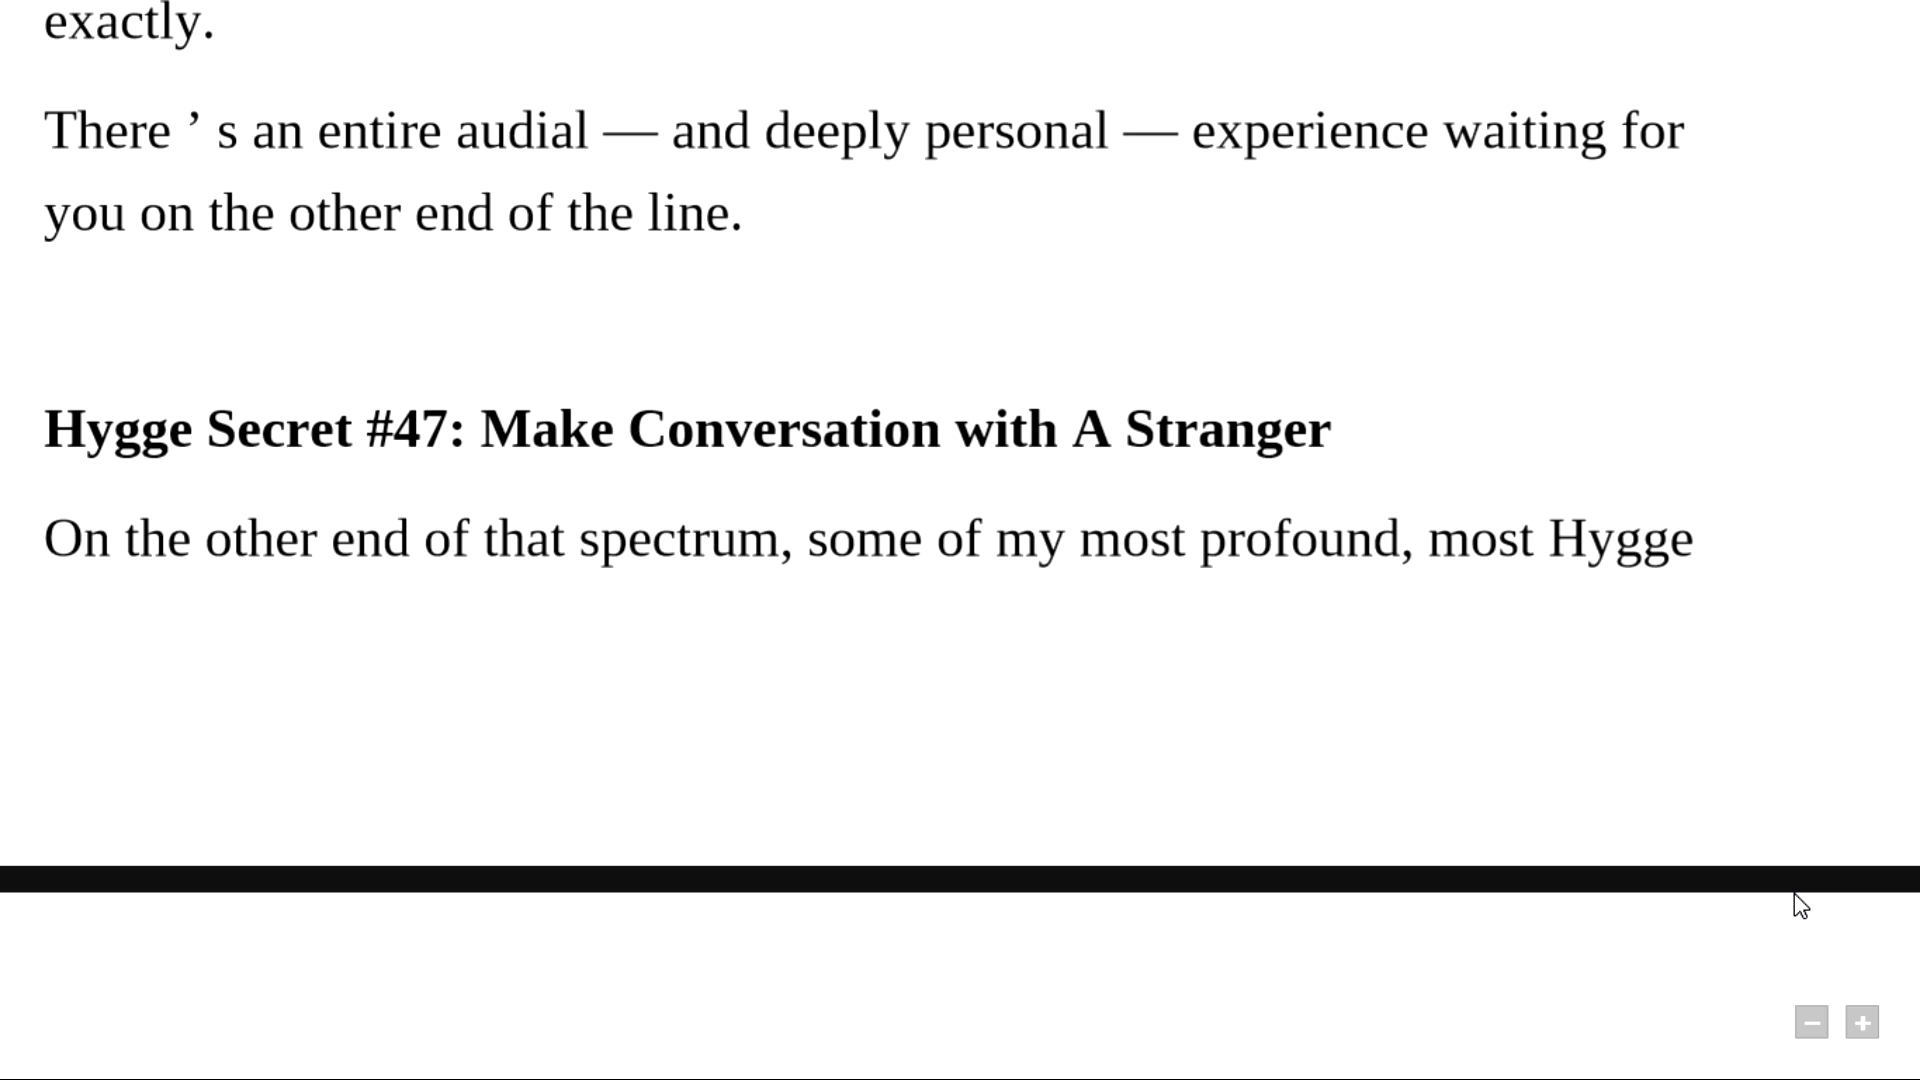 exactly.
There ’ s an entire audial — and deeply personal — experience waiting for
you on the other end of the line.
Hygge Secret #47: Make Conversation with A Stranger
On the other end of that spectrum, some of my most profound, most Hygge